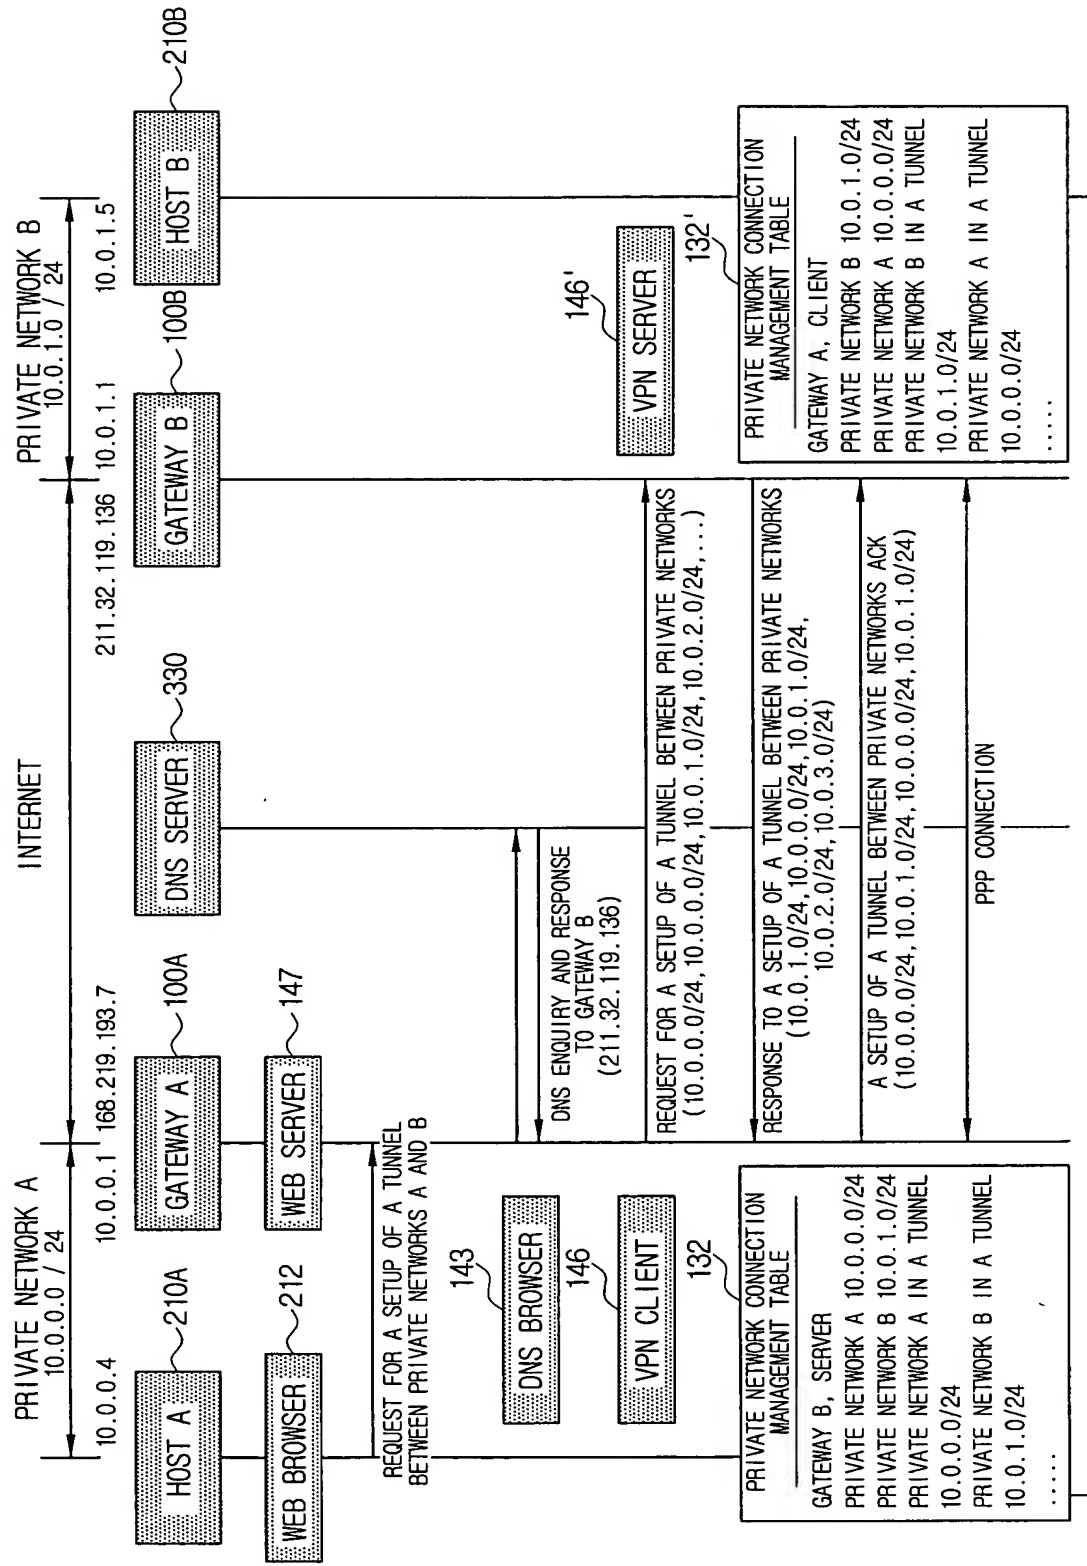 PRIVATE NETWORK A
10.0.0.0 / 24
INTERNET
PRIVATE NETWORK B
10.0.1.0 / 24
10.0.0.4
10.0.0.1
168.219.193.7
211.32.119.136
10.0.1.1
10.0.1.5
HOST A
210A
GATEWAY A
100A
DNS SERVER
330
GATEWAY B
100B
HOST B
210B
WEB BROWSER
212
WEB SERVER
147
REQUEST FOR A SETUP OF A TUNNEL
BETWEEN PRIVATE NETWORKS A AND B
143
DNS BROWSER
DNS ENQUIRY AND RESPONSE
TO GATEWAY B
(211.32.119.136)
146
VPN CLIENT
146'
VPN SERVER
REQUEST FOR A SETUP OF A TUNNEL BETWEEN PRIVATE NETWORKS
(10.0.0.0/24,10.0.0.0/24,10.0.1.0/24,10.0.2.0/24,...)
RESPONSE TO A SETUP OF A TUNNEL BETWEEN PRIVATE NETWORKS
(10.0.1.0/24,10.0.0.0/24,10.0.1.0/24,
10.0.2.0/24,10.0.3.0/24)
A SETUP OF A TUNNEL BETWEEN PRIVATE NETWORKS ACK
(10.0.0.0/24,10.0.1.0/24,10.0.0.0/24,10.0.1.0/24)
PPP CONNECTION
132
PRIVATE NETWORK CONNECTION
MANAGEMENT TABLE
GATEWAY B, SERVER
PRIVATE NETWORK A 10.0.0.0/24
PRIVATE NETWORK B 10.0.1.0/24
PRIVATE NETWORK A IN A TUNNEL
10.0.0.0/24
PRIVATE NETWORK B IN A TUNNEL
10.0.1.0/24
.....
132'
PRIVATE NETWORK CONNECTION
MANAGEMENT TABLE
GATEWAY A, CLIENT
PRIVATE NETWORK B 10.0.1.0/24
PRIVATE NETWORK A 10.0.0.0/24
PRIVATE NETWORK B IN A TUNNEL
10.0.1.0/24
PRIVATE NETWORK A IN A TUNNEL
10.0.0.0/24
.....